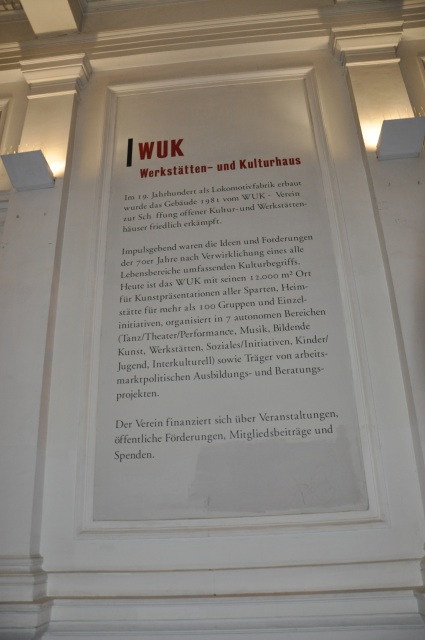 WUK
Werkstätten- und Kulturhaus
Im 19. Jahrhundert als Lokomotivfabrik erbaut
wurde das Gebäude 1981 vom WUK - Verein
zur Sch ffung offener Kultur- und Werkstätten-
häuser friedlich erkämpft.
Impulsgebend waren die Ideen und Forderungen
der 70er Jahre nach Verwirklichung eines alle
Lebensbereiche umfassenden Kulturbegriffs.
Heute ist das WUK mit seinen 12.000 m² Ort
für Kunstpräsentationen aller Sparten, Heim-
stätte für mehr als 100 Gruppen und Einzel-
initiativen, organisiert in 7 autonomen Bereichen
(Tanz/Theater/Performance, Musik, Bildende
Kunst, Werkstätten, Soziales/Initiativen, Kinder/
Jugend, Interkulturell) sowie Träger von arbeits-
marktpolitischen Ausbildungs- und Beratungs-
projekten.
Der Verein finanziert sich über Veranstaltungen,
öffentliche Förderungen, Mitgliedsbeiträge und
Spenden.